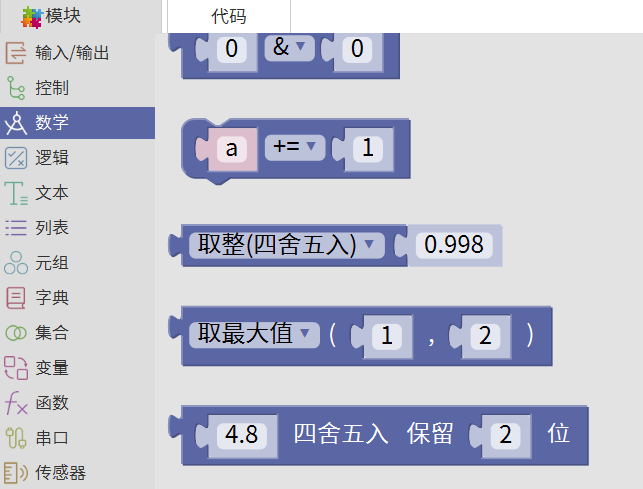 模块
代码
输入/输出
控制
数学
逻辑
文本
列表
元组
字典
集合
变量
函数
串口
传感器
0 & 0
a += 1
取整(四舍五入) 0.998
取最大值 ( 1 , 2 )
4.8 四舍五入 保留 2 位